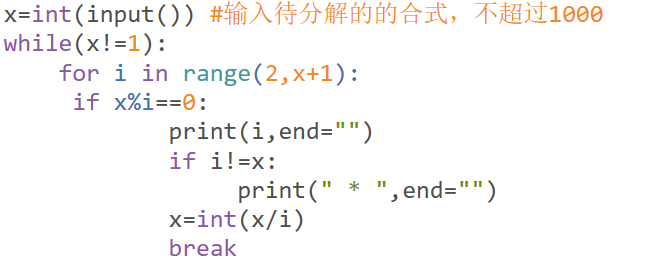 x=int(input()) #输入待分解的的合式，不超过1000
while(x!=1):
    for i in range(2,x+1):
     if x%i==0:
            print(i,end="")
            if i!=x:
                 print(" * ",end="")
            x=int(x/i)
            break